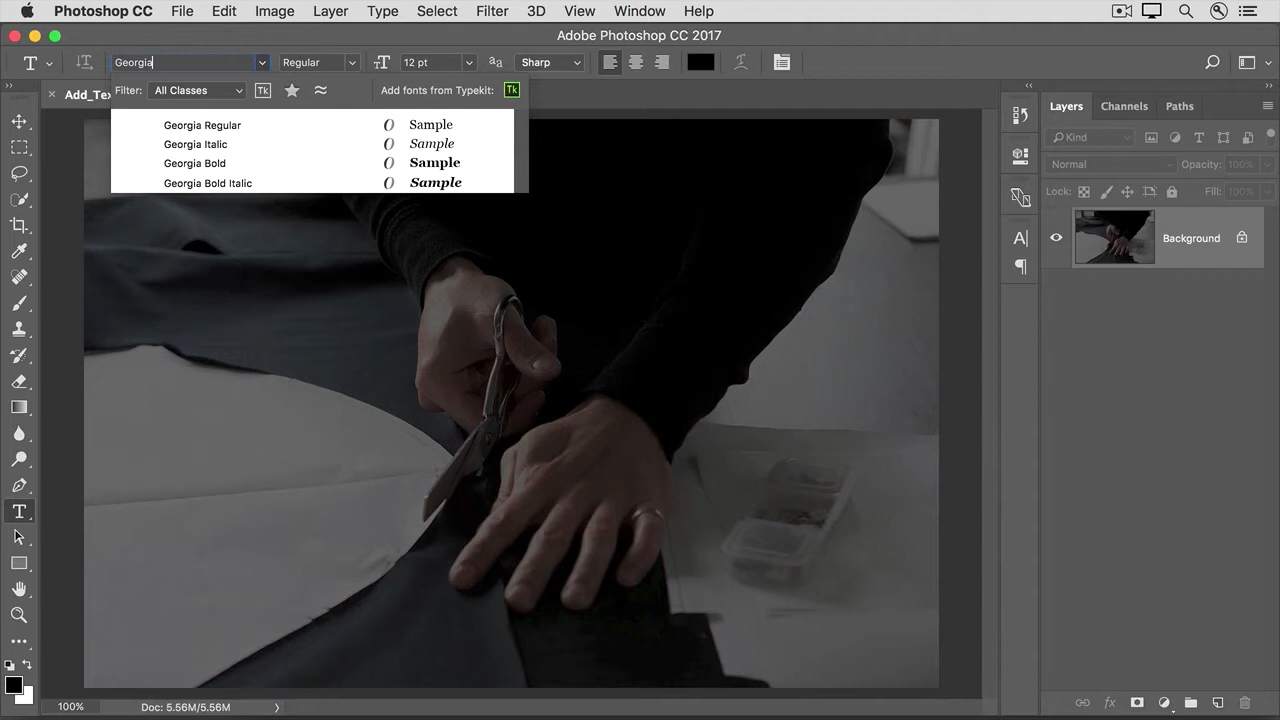 Photoshop CC File Edit Image Layer Type Select Filter 3D View Window Help
Adobe Photoshop CC 2017
T Georgia Regular T 12 pt aa Sharp
Filter: All Classes Tk Add fonts from Typekit: Tk
Add_Te
Georgia Regular Sample
Georgia Italic Sample
Georgia Bold Sample
Georgia Bold Italic Sample
Layers Channels Paths
Kind
Normal Opacity: 100%
Lock: Fill: 100%
Background
100% Doc: 5.56M/5.56M